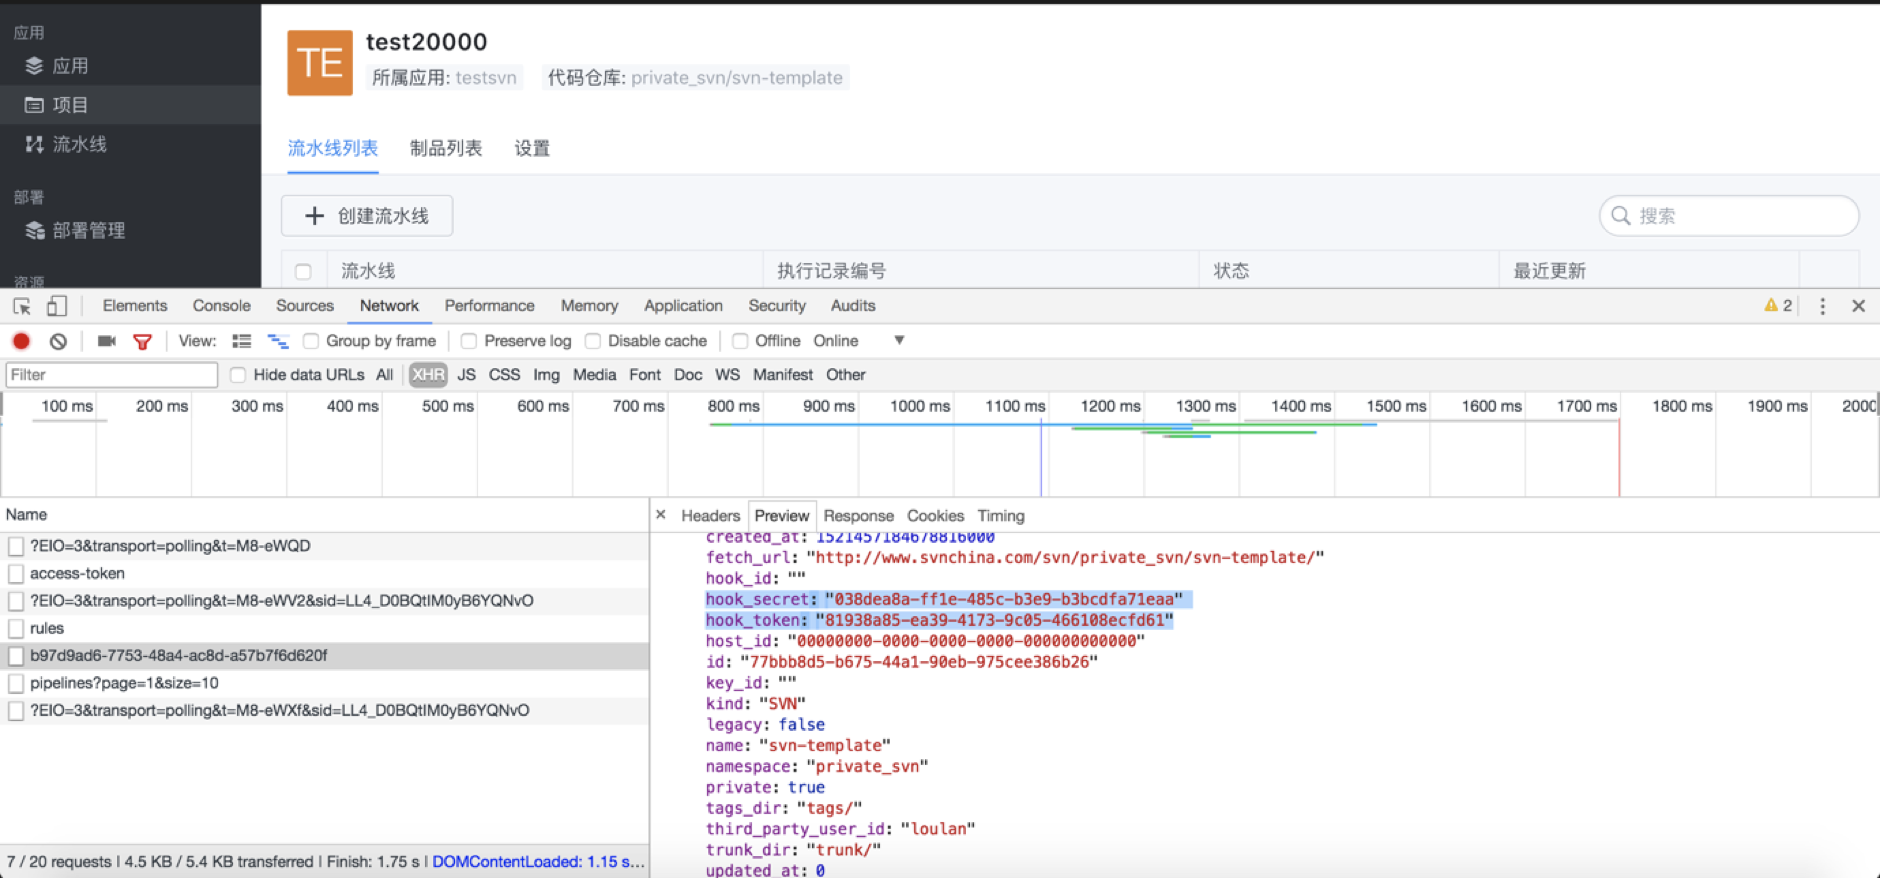 应用
应用
项目
流水线
部署
部署管理
资源
TE
test20000
所属应用: testsvn 代码仓库: private_svn/svn-template
流水线列表 制品列表 设置
创建流水线
搜索
流水线 执行记录编号 状态 最近更新
Elements Console Sources Network Performance Memory Application Security Audits 2
View: Group by frame Preserve log Disable cache Offline Online
Filter Hide data URLs All XHR JS CSS Img Media Font Doc WS Manifest Other
100 ms 200 ms 300 ms 400 ms 500 ms 600 ms 700 ms 800 ms 900 ms 1000 ms 1100 ms 1200 ms 1300 ms 1400 ms 1500 ms 1600 ms 1700 ms 1800 ms 1900 ms 2000
Name
?EIO=3&transport=polling&t=M8-eWQD
access-token
?EIO=3&transport=polling&t=M8-eWV2&sid=LL4_D0BQtIM0yB6YQNvO
rules
b97d9ad6-7753-48a4-ac8d-a57b7f6d620f
pipelines?page=1&size=10
?EIO=3&transport=polling&t=M8-eWXf&sid=LL4_D0BQtIM0yB6YQNvO
7 / 20 requests | 4.5 KB / 5.4 KB transferred | Finish: 1.75 s | DOMContentLoaded: 1.15 s...
Headers Preview Response Cookies Timing
created_at: 1521457184678816000
fetch_url: "http://www.svnchina.com/svn/private_svn/svn-template/"
hook_id: ""
hook_secret: "038dea8a-ff1e-485c-b3e9-b3bcdfa71eaa"
hook_token: "81938a85-ea39-4173-9c05-466108ecfd61"
host_id: "00000000-0000-0000-0000-000000000000"
id: "77bbb8d5-b675-44a1-90eb-975cee386b26"
key_id: ""
kind: "SVN"
legacy: false
name: "svn-template"
namespace: "private_svn"
private: true
tags_dir: "tags/"
third_party_user_id: "loulan"
trunk_dir: "trunk/"
updated_at: 0